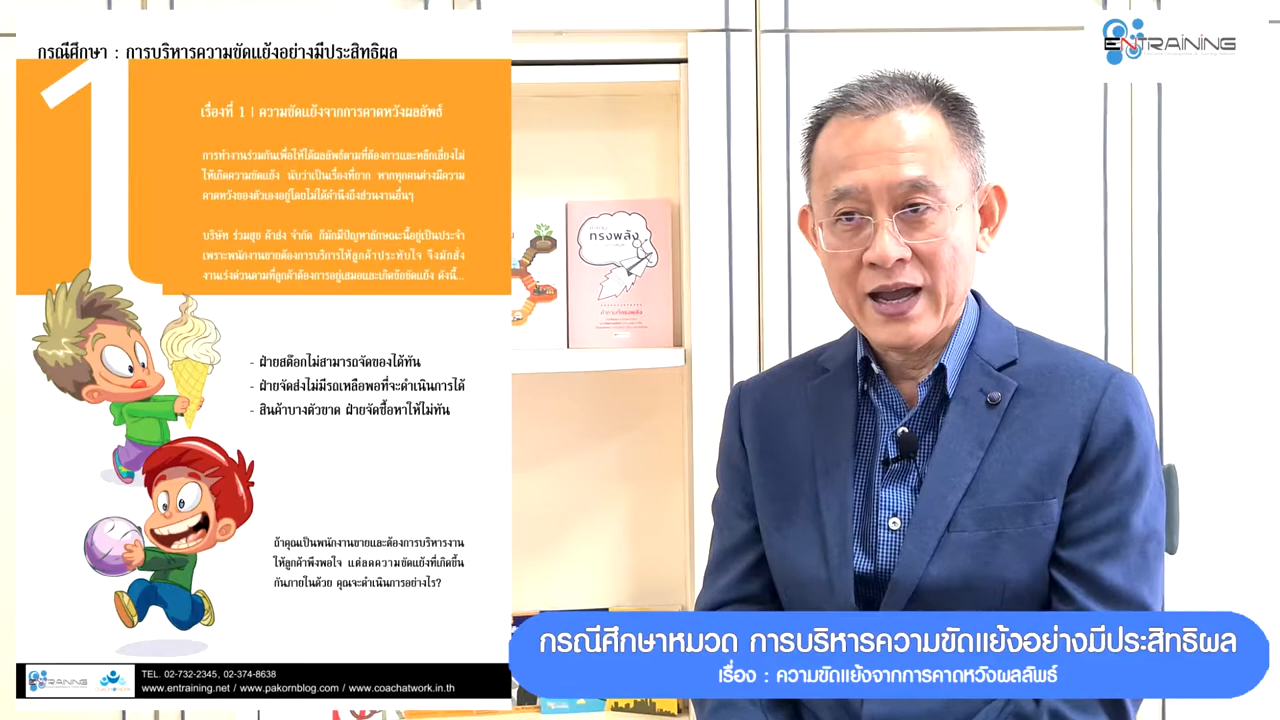 กรณีศึกษา : การบริหารความขัดแย้งอย่างมีประสิทธิผล
1
เรื่องที่ 1 | ความขัดแย้งจากการคาดหวังผลลัพธ์
การทำงานร่วมกันเพื่อให้ได้ผลลัพธ์ตามที่ต้องการและหลีกเลี่ยงไม่
ให้เกิดความขัดแย้ง นับว่าเป็นเรื่องที่ยาก หากทุกคนต่างมีความ
คาดหวังของตัวเองอยู่โดยไม่ได้คำนึงถึงส่วนงานอื่นๆ
บริษัท ร่วมสุข ค้าส่ง จำกัด ก็มักมีปัญหาลักษณะนี้อยู่เป็นประจำ
เพราะพนักงานขายต้องการบริการให้ลูกค้าประทับใจ จึงมักสั่ง
งานเร่งด่วนตามที่ลูกค้าต้องการอยู่เสมอและเกิดข้อขัดแย้ง ดังนี้...
- ฝ่ายสต๊อกไม่สามารถจัดของได้ทัน
- ฝ่ายจัดส่งไม่มีรถเหลือพอที่จะดำเนินการได้
- สินค้าบางตัวขาด ฝ่ายจัดซื้อหาให้ไม่ทัน
ถ้าคุณเป็นพนักงานขายและต้องการบริหารงาน
ให้ลูกค้าพึงพอใจ แต่ลดความขัดแย้งที่เกิดขึ้น
กันภายในด้วย คุณจะดำเนินการอย่างไร?
ENTRAINING
TEL. 02-732-2345, 02-374-8638
www.entraining.net / www.pakornblog.com / www.coachatwork.in.th
ENTRAINING
ทรงพลัง
คำถามที่ทรงพลัง
กรณีศึกษาหมวด การบริหารความขัดแย้งอย่างมีประสิทธิผล
เรื่อง : ความขัดแย้งจากการคาดหวังผลลัพธ์